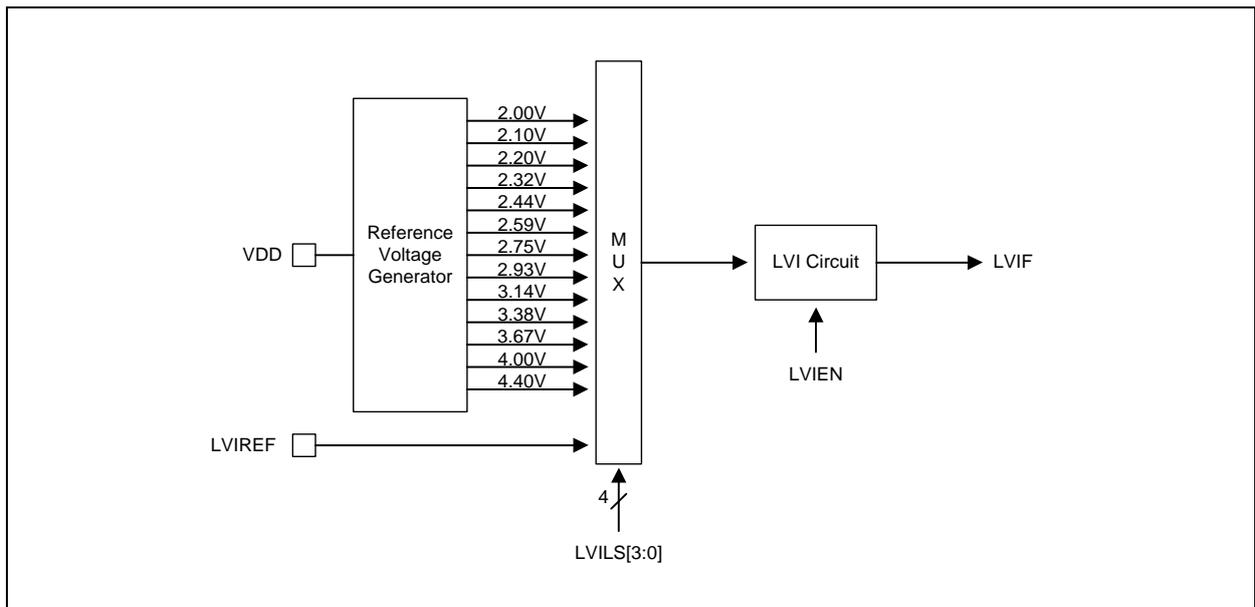 2.00V
2.10V
2.20V
2.32V
2.44V
2.59V
2.75V
2.93V
3.14V
3.38V
3.67V
4.00V
4.40V
VDD
Reference
Voltage
Generator
M
U
X
LVI Circuit
LVIF
LVIEN
LVIREF
4
LVILS[3:0]